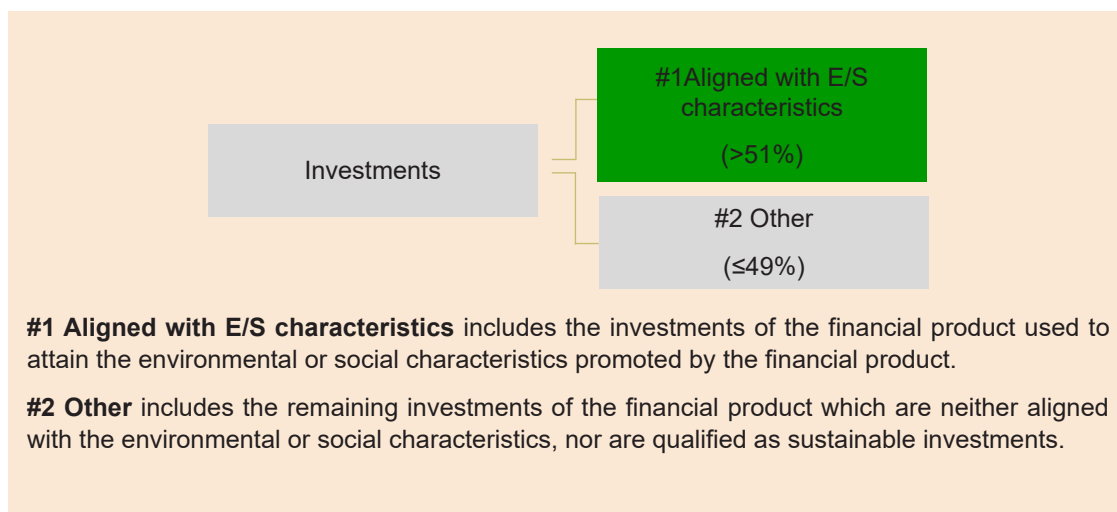 #1Aligned with E/S
characteristics
(>51%)
Investments
#2 Other
(≤49%)
#1 Aligned with E/S characteristics includes the investments of the financial product used to
attain the environmental or social characteristics promoted by the financial product.
#2 Other includes the remaining investments of the financial product which are neither aligned
with the environmental or social characteristics, nor are qualified as sustainable investments.